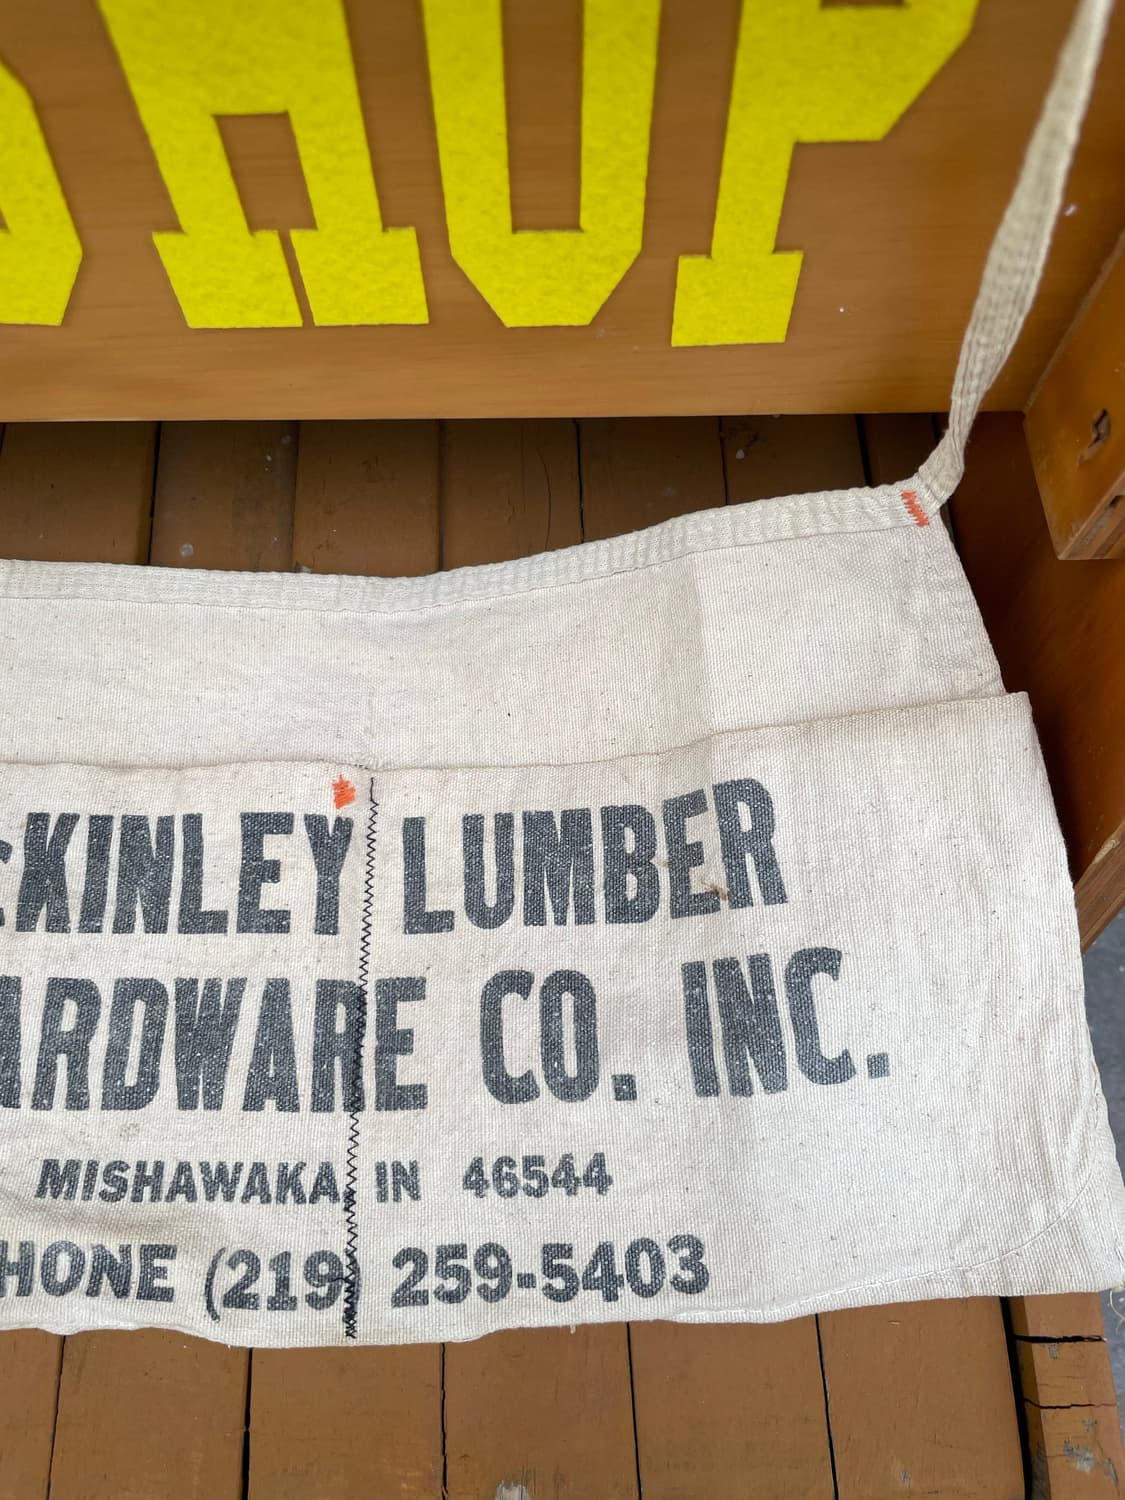 SHOP
cKINLEY LUMBER
ARDWARE CO. INC.
MISHAWAKA, IN 46544
HONE (219) 259-5403